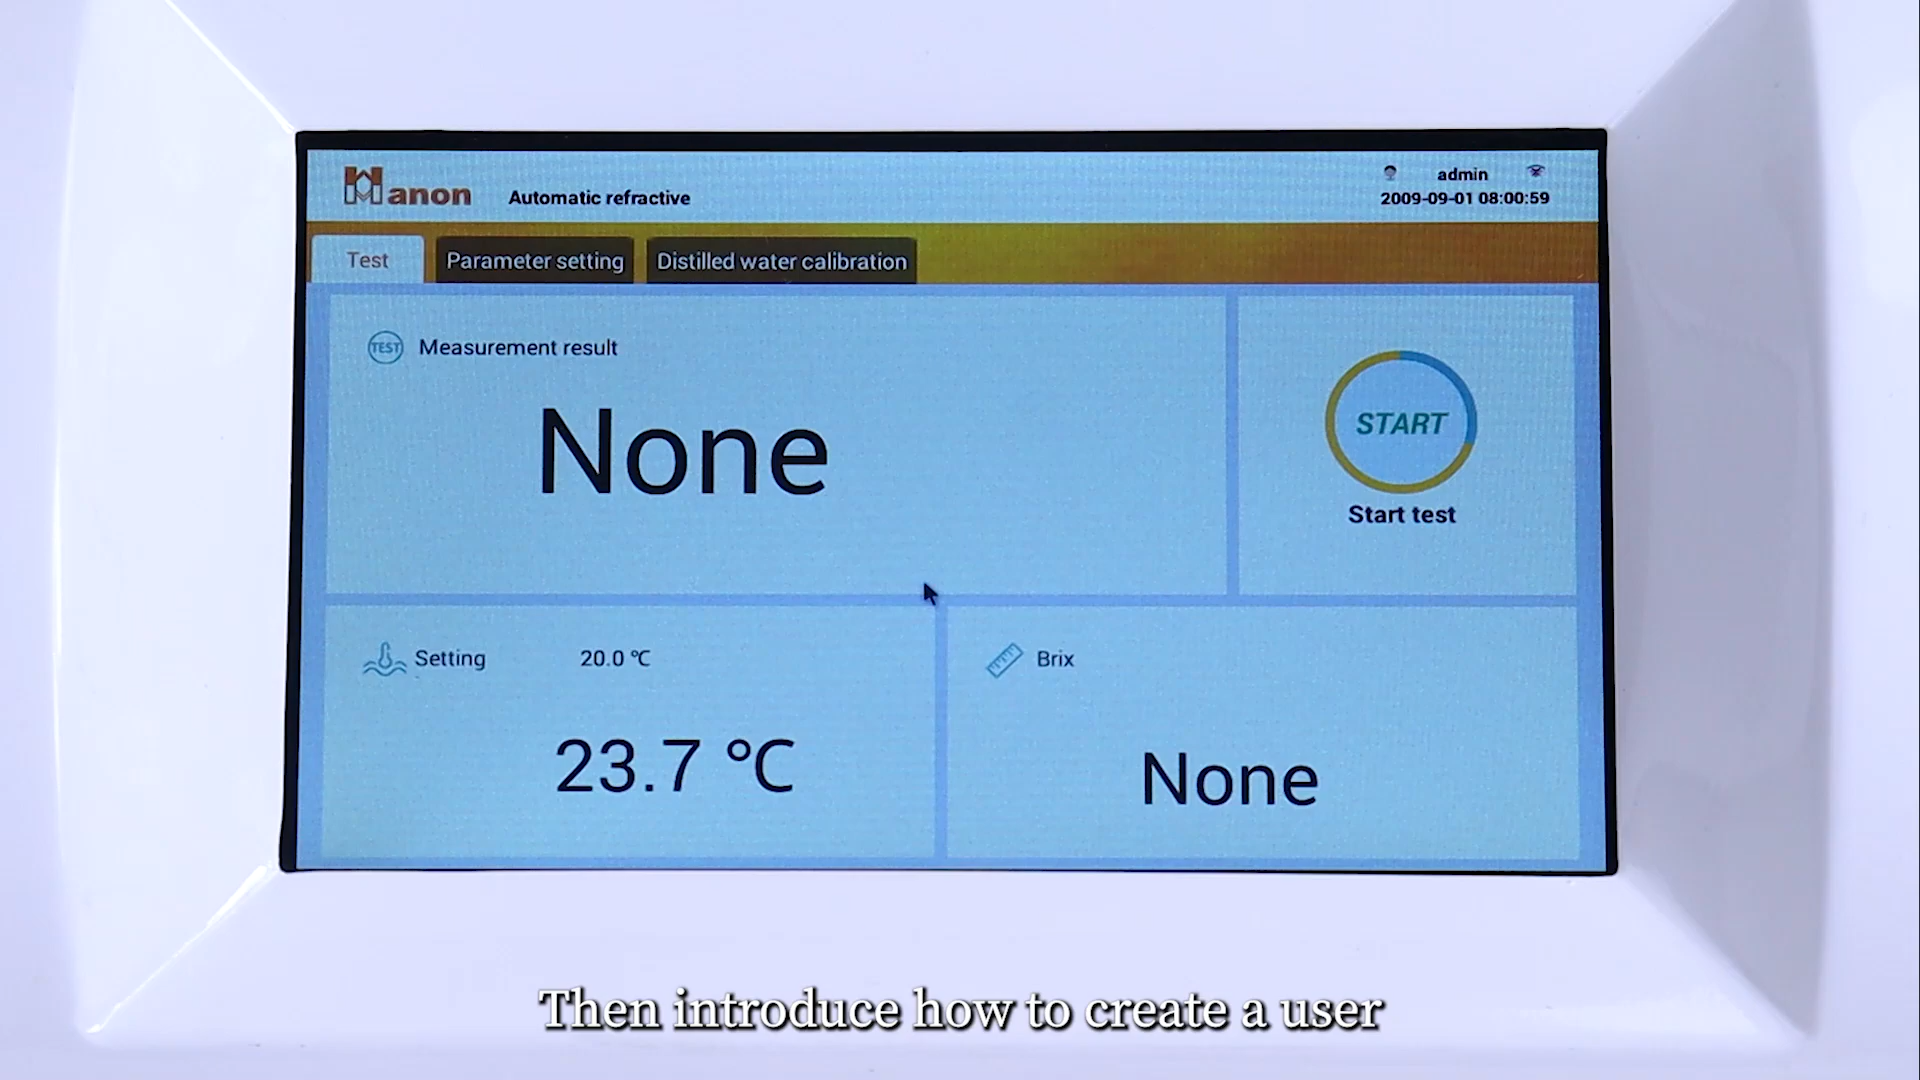 Hanon
Automatic refractive
admin
2009-09-01 08:00:59
Test
Parameter setting
Distilled water calibration
TEST
Measurement result
None
START
Start test
Setting
20.0 ℃
23.7 ℃
Brix
None
Then introduce how to create a user